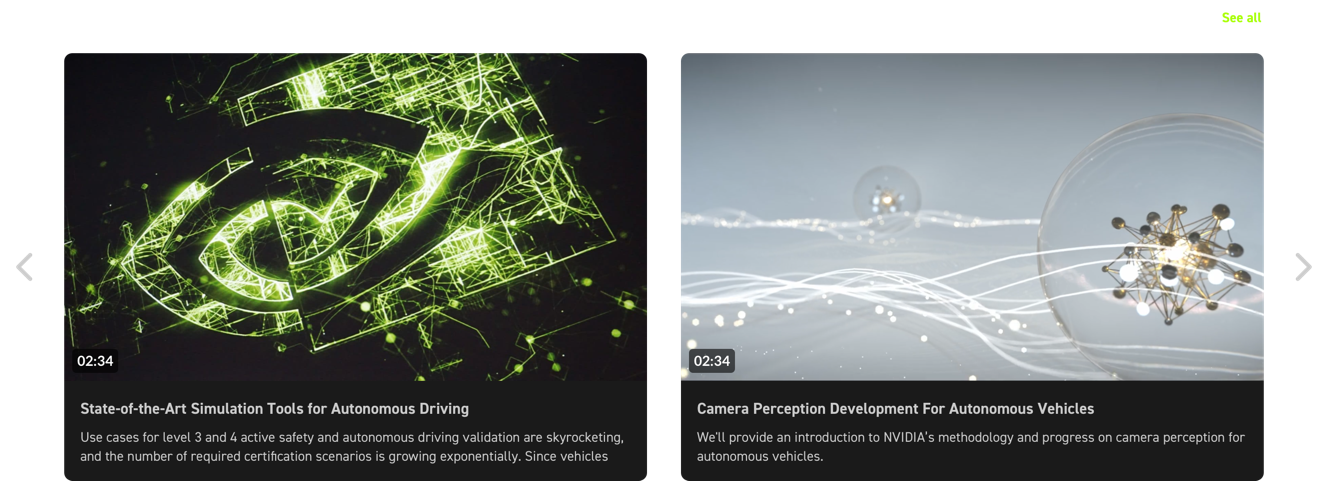 See all
02:34
State-of-the-Art Simulation Tools for Autonomous Driving
Use cases for level 3 and 4 active safety and autonomous driving validation are skyrocketing,
and the number of required certification scenarios is growing exponentially. Since vehicles
02:34
Camera Perception Development For Autonomous Vehicles
We'll provide an introduction to NVIDIA's methodology and progress on camera perception for
autonomous vehicles.